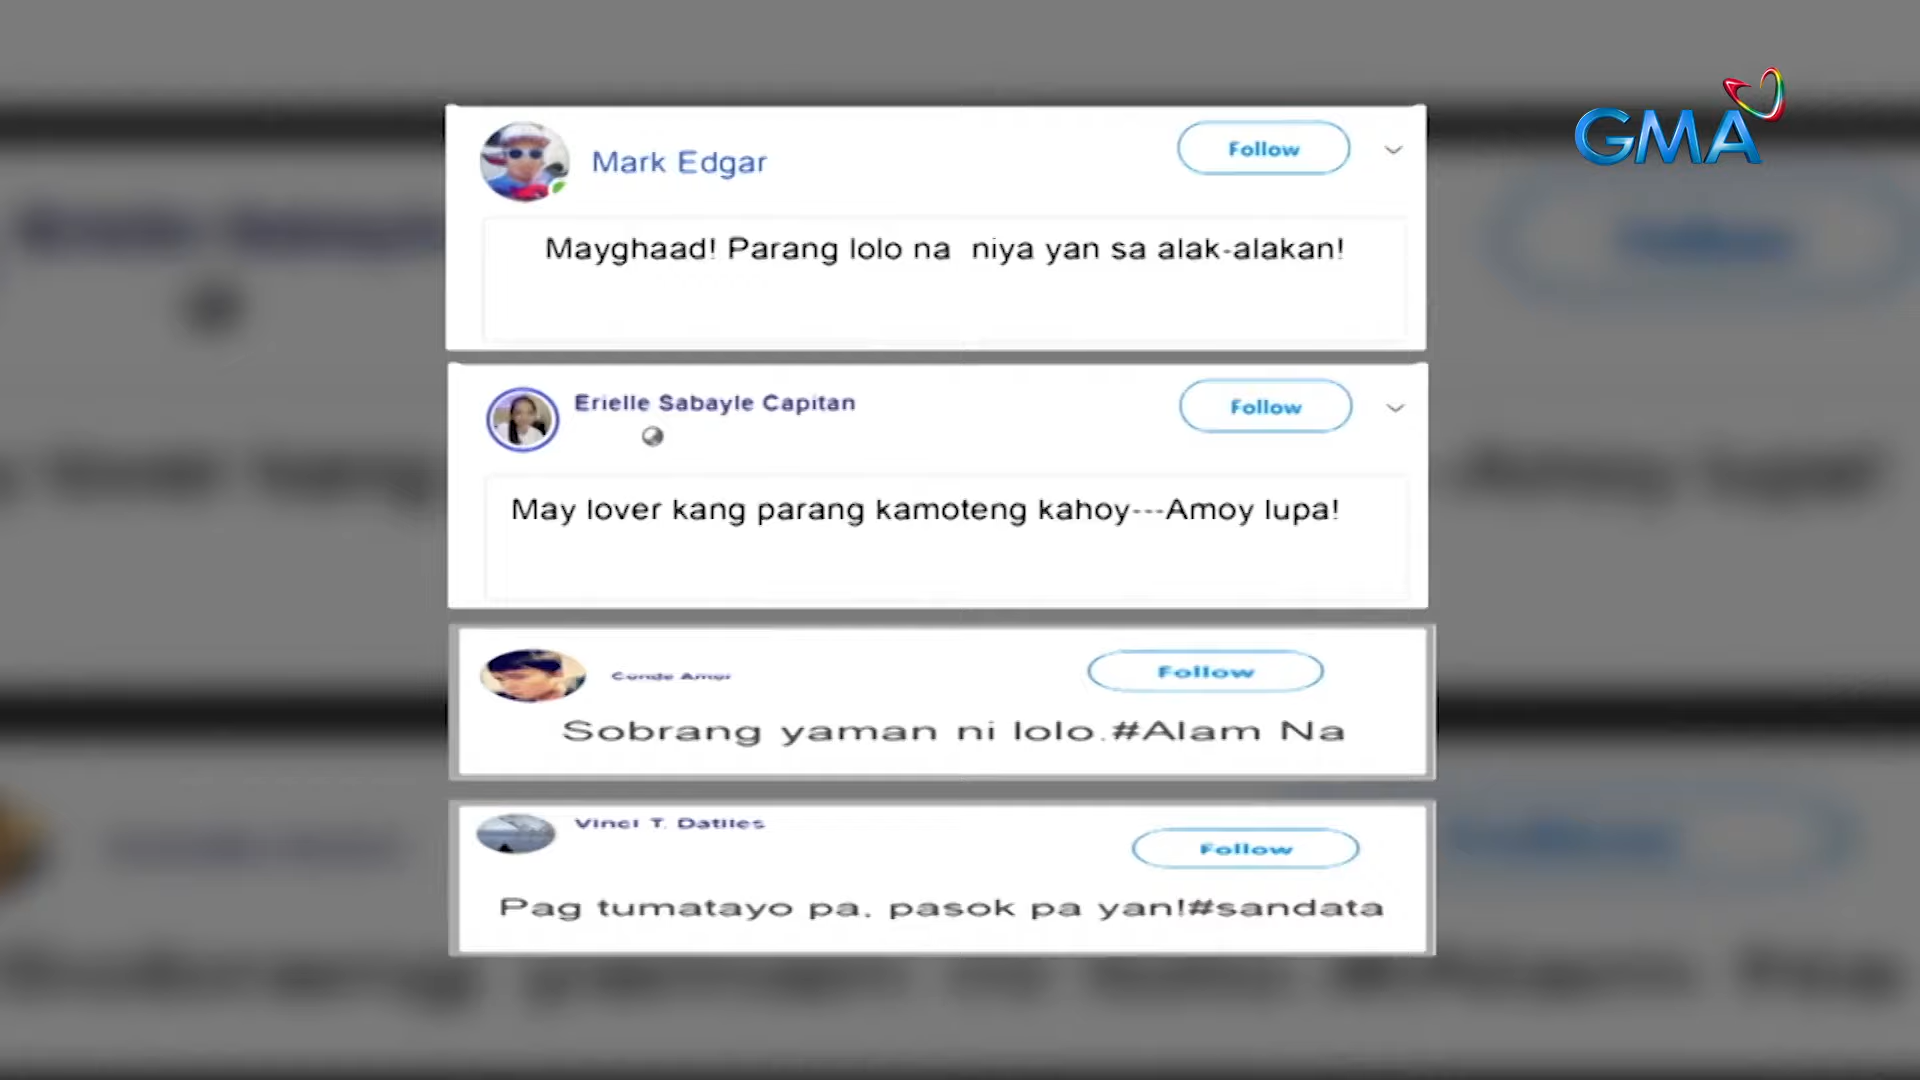 GMA
Mark Edgar
Follow
Mayghaad! Parang lolo na niya yan sa alak-alakan!
Erielle Sabayle Capitan
Follow
May lover kang parang kamoteng kahoy---Amoy lupa!
Conde Amor
Follow
Sobrang yaman ni lolo.#Alam Na
Vinci T. Datiles
Follow
Pag tumatayo pa, pasok pa yan!#sandata